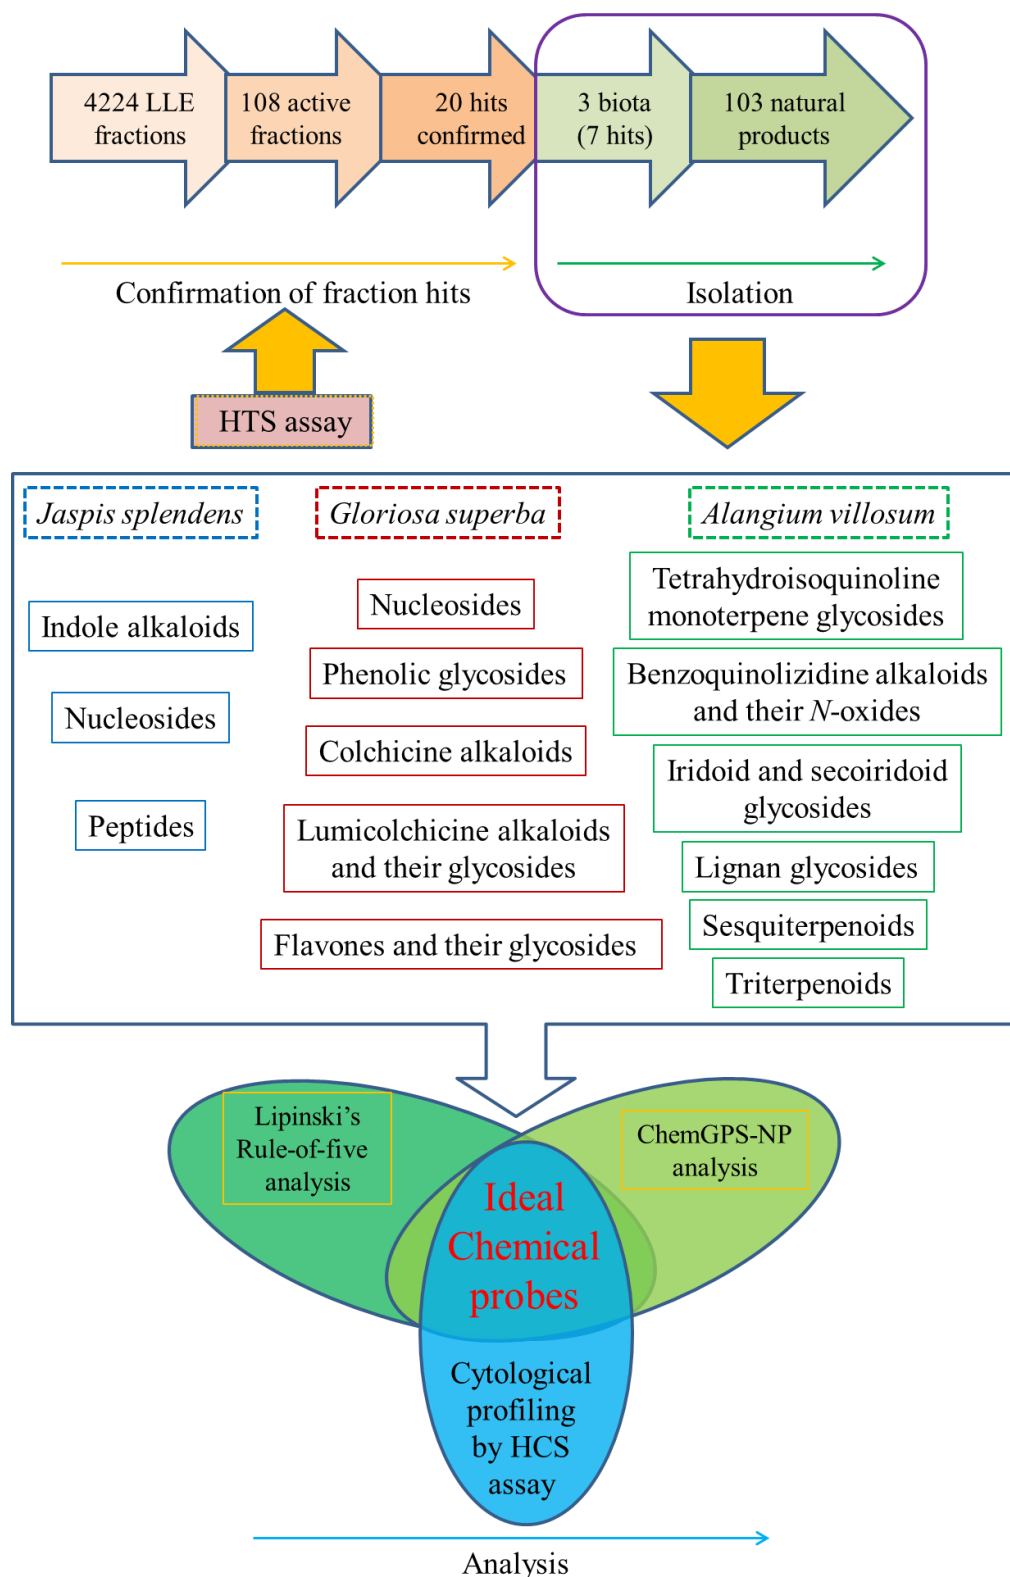 4224 LLE
fractions
108 active
fractions
20 hits
confirmed
3 biota
(7 hits)
103 natural
products
Confirmation of fraction hits
Isolation
HTS assay
Jaspis splendens
Gloriosa superba
Alangium villosum
Indole alkaloids
Nucleosides
Peptides
Nucleosides
Phenolic glycosides
Colchicine alkaloids
Lumicolchicine alkaloids
and their glycosides
Flavones and their glycosides
Tetrahydroisoquinoline
monoterpene glycosides
Benzoquinolizidine alkaloids
and their N-oxides
Iridoid and secoiridoid
glycosides
Lignan glycosides
Sesquiterpenoids
Triterpenoids
Lipinski's
Rule-of-five
analysis
ChemGPS-NP
analysis
Ideal
Chemical
probes
Cytological
profiling
by HCS
assay
Analysis